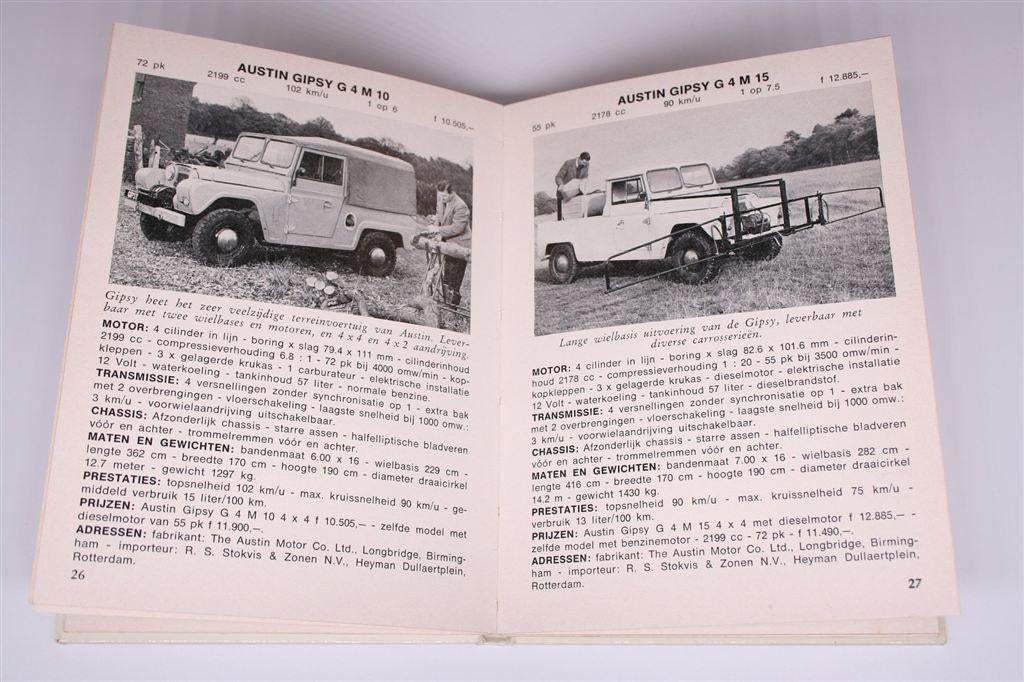 AUSTIN GIPSY G 4 M 10
72 pk 2199 cc 102 km/u 1 op 6 f 10.505,—
Gipsy heet het zeer veelzijdige terreinvoertuig van Austin. Lever-
baar met twee wielbases en motoren, en 4 x 4 en 4 x 2 aandrijving.
MOTOR: 4 cilinder in lijn - boring x slag 79.4 x 111 mm - cilinderinhoud
2199 cc - compressieverhouding 6.8 : 1 - 72 pk bij 4000 omw/min - kop-
kleppen - 3 x gelagerde krukas - 1 carburateur - elektrische installatie
12 Volt - waterkoeling - tankinhoud 57 liter - normale benzine.
TRANSMISSIE: 4 versnellingen zonder synchronisatie op 1 - extra bak
met 2 overbrengingen - vloerschakeling - laagste snelheid bij 1000 omw.:
3 km/u - voorwielaandrijving uitschakelbaar.
CHASSIS: Afzonderlijk chassis - starre assen - halfelliptische bladveren
vóór en achter - trommelremmen vóór en achter.
MATEN EN GEWICHTEN: bandenmaat 6.00 x 16 - wielbasis 229 cm -
lengte 362 cm - breedte 170 cm - hoogte 190 cm - diameter draaicirkel
12.7 meter - gewicht 1297 kg.
PRESTATIES: topsnelheid 102 km/u - max. kruissnelheid 90 km/u - ge-
middeld verbruik 15 liter/100 km.
PRIJZEN: Austin Gipsy G 4 M 10 4 x 4 f 10.505,— - zelfde model met
dieselmotor van 55 pk f 11.900,—.
ADRESSEN: fabrikant: The Austin Motor Co. Ltd., Longbridge, Birming-
ham - importeur: R. S. Stokvis & Zonen N.V., Heyman Dullaertplein,
Rotterdam.
26
AUSTIN GIPSY G 4 M 15
55 pk 2178 cc 90 km/u 1 op 7.5 f 12.885,—
Lange wielbasis uitvoering van de Gipsy, leverbaar met
diverse carrosserieën.
MOTOR: 4 cilinder in lijn - boring x slag 82.6 x 101.6 mm - cilinderin-
houd 2178 cc - compressieverhouding 1 : 20 - 55 pk bij 3500 omw/min -
kopkleppen - 3 x gelagerde krukas - dieselmotor - elektrische installatie
12 Volt - waterkoeling - tankinhoud 57 liter - dieselbrandstof.
TRANSMISSIE: 4 versnellingen zonder synchronisatie op 1 - extra bak
met 2 overbrengingen - vloerschakeling - laagste snelheid bij 1000 omw.:
3 km/u - voorwielaandrijving uitschakelbaar.
CHASSIS: Afzonderlijk chassis - starre assen - halfelliptische bladveren
vóór en achter - trommelremmen vóór en achter.
MATEN EN GEWICHTEN: bandenmaat 7.00 x 16 - wielbasis 282 cm -
lengte 416 cm - breedte 170 cm - hoogte 190 cm - diameter draaicirkel
14.2 m - gewicht 1430 kg.
PRESTATIES: topsnelheid 90 km/u - max. kruissnelheid 75 km/u -
verbruik 13 liter/100 km.
PRIJZEN: Austin Gipsy G 4 M 15 4 x 4 met dieselmotor f 12.885,— -
zelfde model met benzinemotor - 2199 cc - 72 pk - f 11.490,—.
ADRESSEN: fabrikant: The Austin Motor Co. Ltd., Longbridge, Birming-
ham - importeur: R. S. Stokvis & Zonen N.V., Heyman Dullaertplein,
Rotterdam.
27